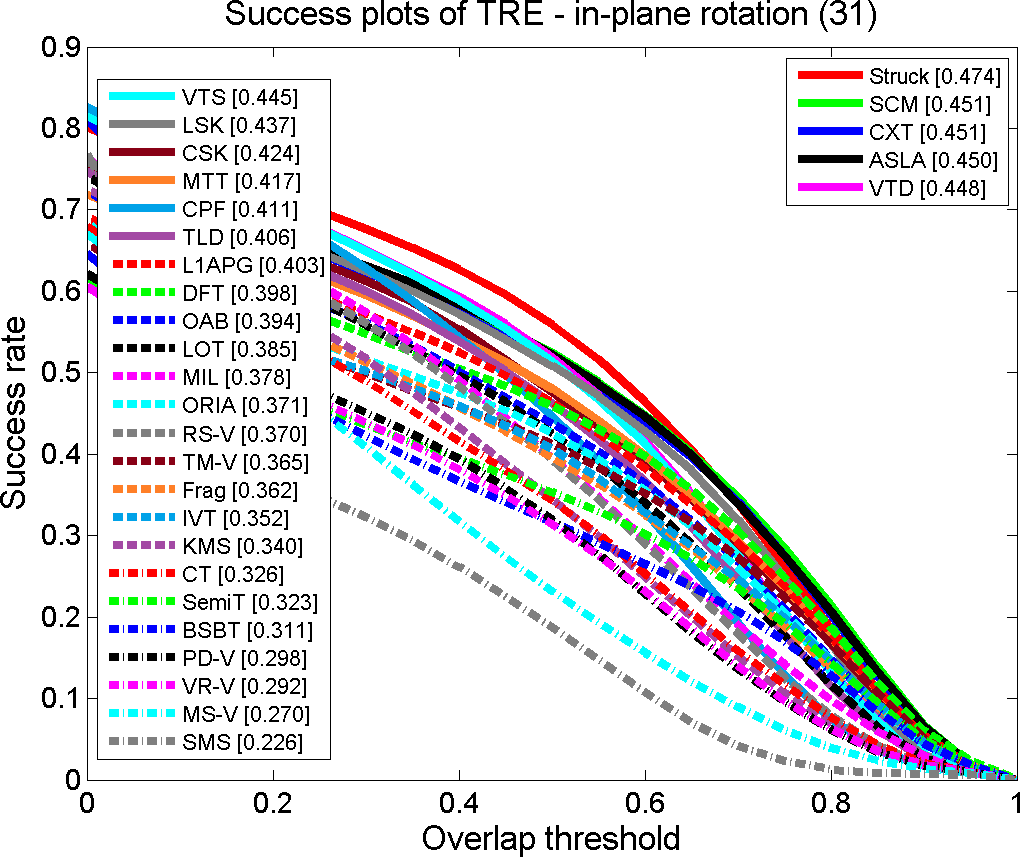 Success plots of TRE - in-plane rotation (31)
0.9
0.8
0.7
0.6
0.5
0.4
0.3
0.2
0.1
0
Success rate
VTS [0.445]
LSK [0.437]
CSK [0.424]
MTT [0.417]
CPF [0.411]
TLD [0.406]
L1APG [0.403]
DFT [0.398]
OAB [0.394]
LOT [0.385]
MIL [0.378]
ORIA [0.371]
RS-V [0.370]
TM-V [0.365]
Frag [0.362]
IVT [0.352]
KMS [0.340]
CT [0.326]
SemiT [0.323]
BSBT [0.311]
PD-V [0.298]
VR-V [0.292]
MS-V [0.270]
SMS [0.226]
Struck [0.474]
SCM [0.451]
CXT [0.451]
ASLA [0.450]
VTD [0.448]
0 0.2 0.4 0.6 0.8 1
Overlap threshold